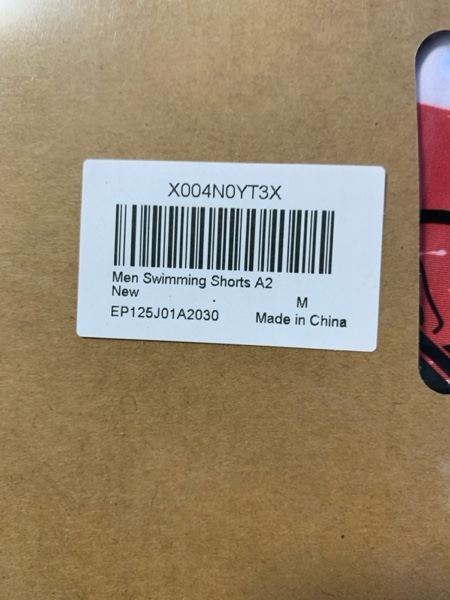 X004N0YT3X
Men Swimming Shorts A2
New
M
EP125J01A2030
Made in China